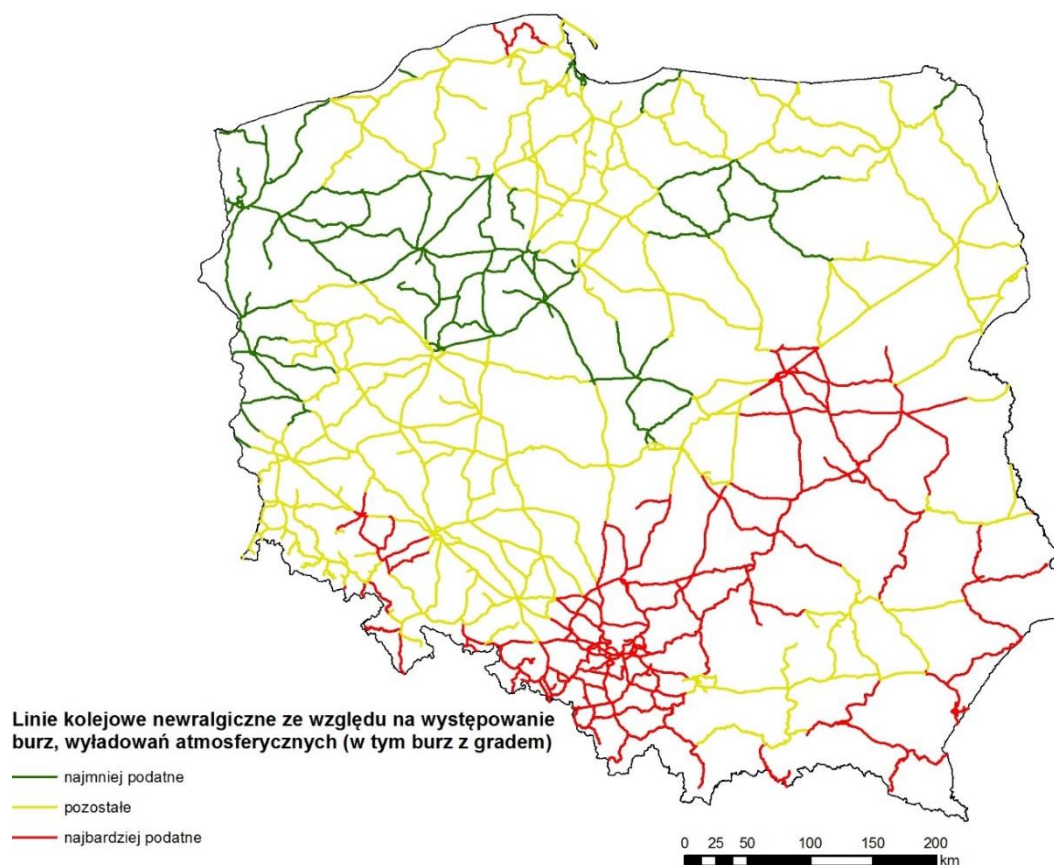 Linie kolejowe newralgiczne ze względu na występowanie
burz, wyładowań atmosferycznych (w tym burz z gradem)
najmniej podatne
pozostałe
najbardziej podatne
0 25 50 100 150 200
km